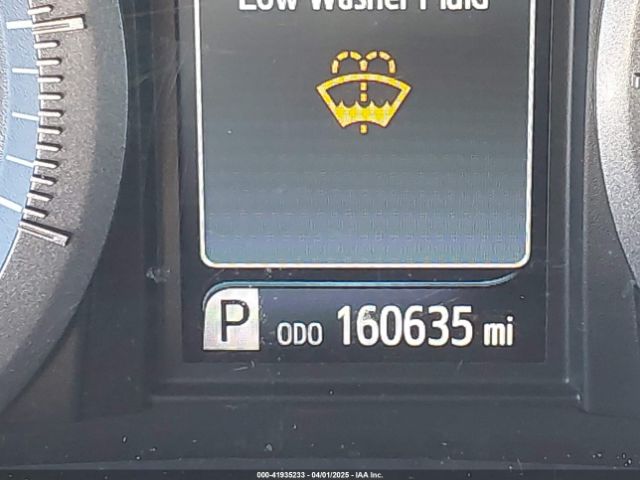 Low Washer Fluid
P ODO 160635 mi
000-41935233 - 04/01/2025 - IAA Inc.